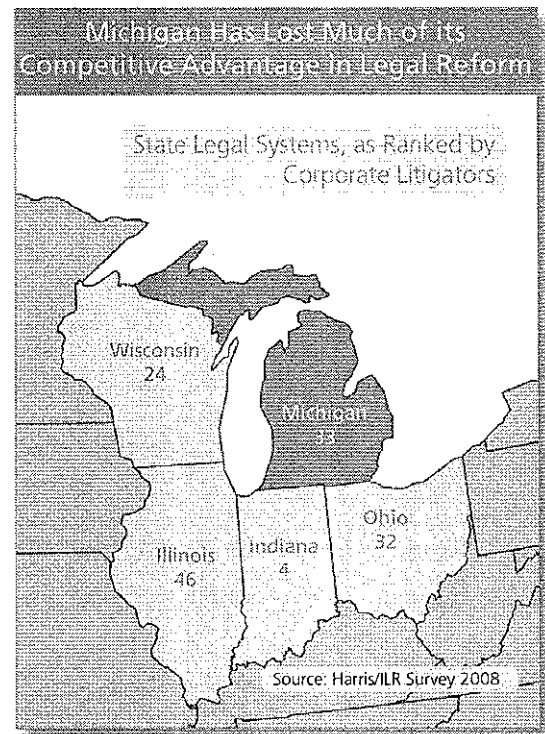 Michigan Has Lost Much of its
Competitive Advantage in Legal Reform
State Legal Systems, as Ranked by
Corporate Litigators
Wisconsin
24
Michigan
33
Ohio
32
Indiana
4
Illinois
46
Source: Harris/ILR Survey 2008